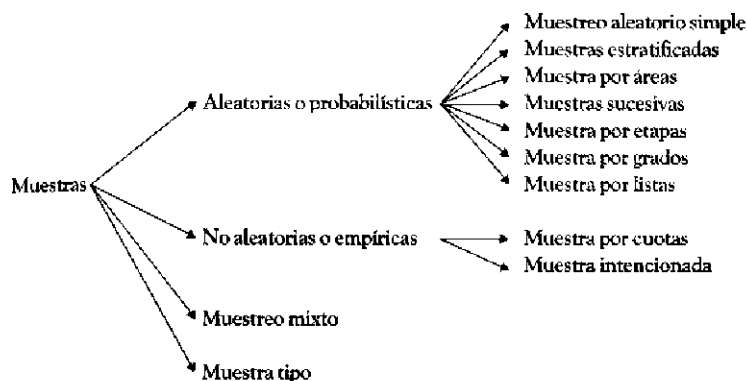 Muestreo aleatorio simple
Muestras estratificadas
Muestra por áreas
Aleatorias o probabilísticas
Muestras sucesivas
Muestra por etapas
Muestra por grados
Muestra por listas
Muestras
No aleatorias o empíricas
Muestra por cuotas
Muestra intencionada
Muestreo mixto
Muestra tipo